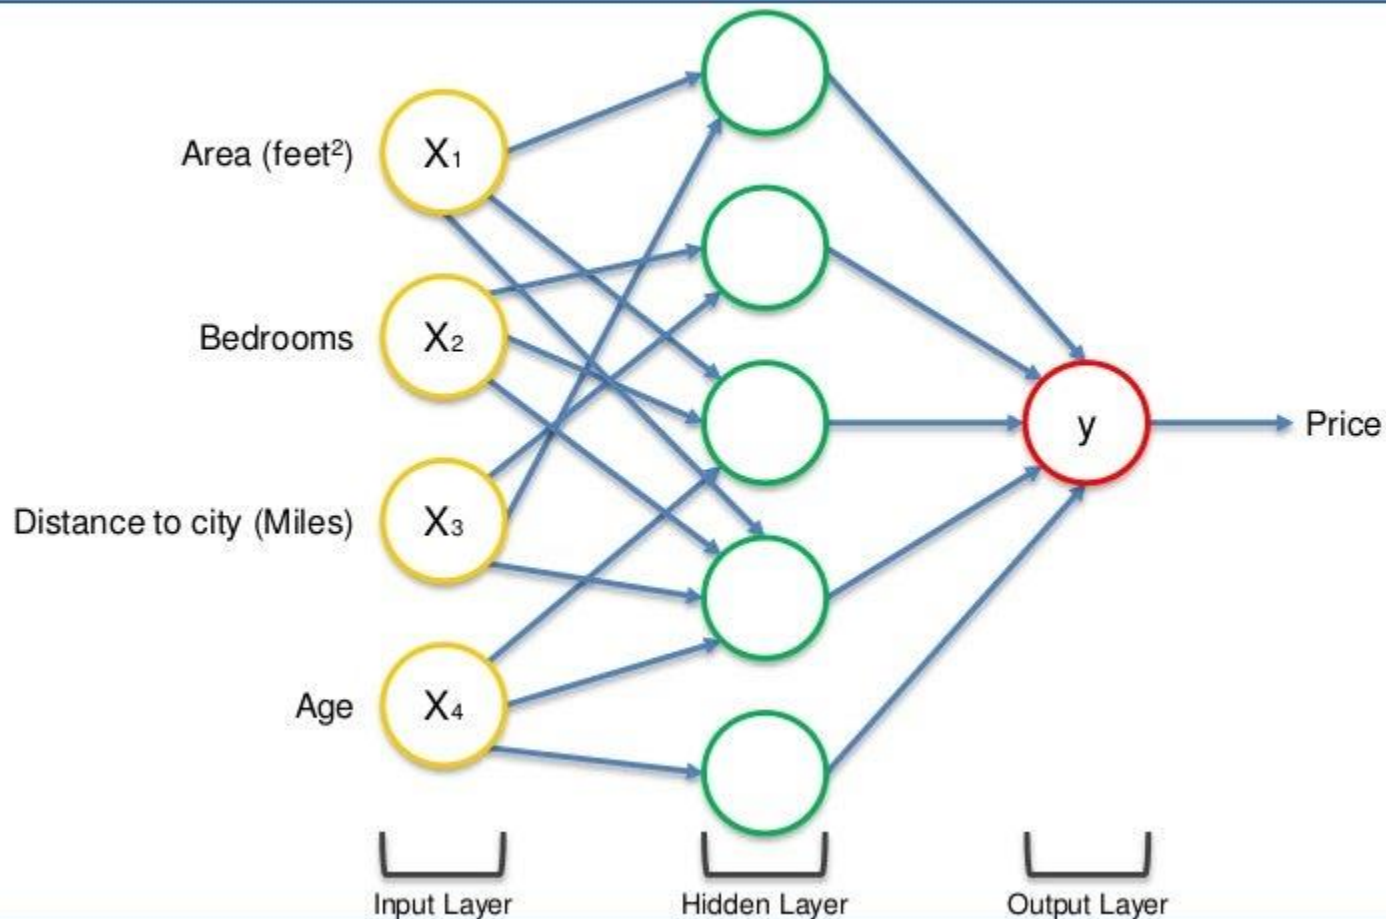 Area (feet²)
X₁
Bedrooms
X₂
Distance to city (Miles)
X₃
Age
X₄
y
Price
Input Layer
Hidden Layer
Output Layer